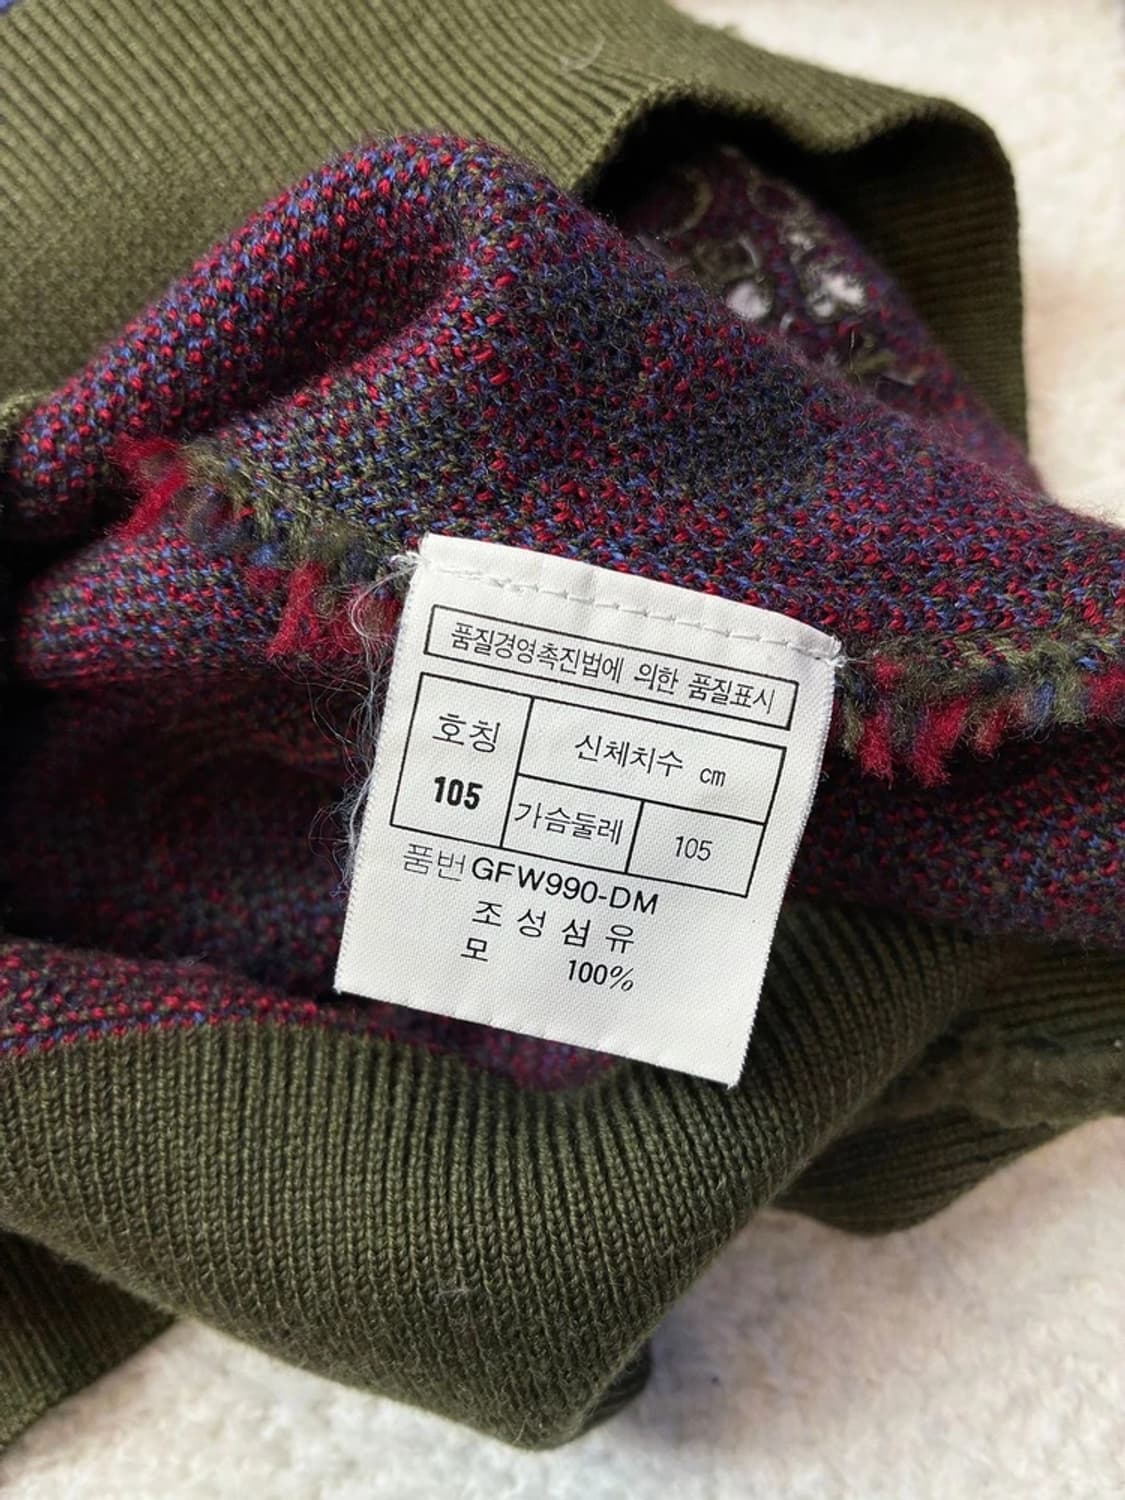 품질경영촉진법에 의한 품질표시
호칭
105
신체치수 cm
가슴둘레 105
품번 GFW990-DM
조성섬유
모 100%